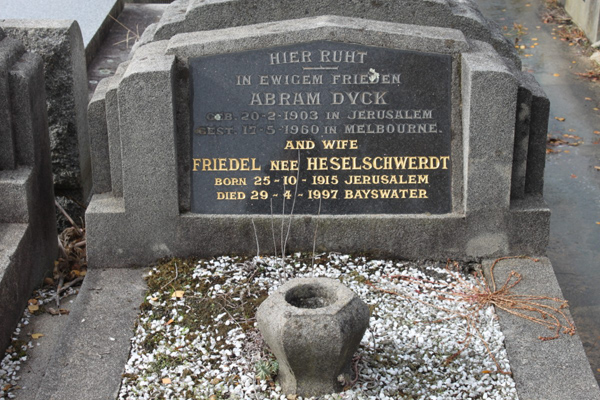 HIER RUHT
IN EWIGEM FRIEDEN
ABRAM DYCK
GEB. 20-2-1903 IN JERUSALEM
GEST. 17-5-1960 IN MELBOURNE.
AND WIFE
FRIEDEL NEE HESELSCHWERDT
BORN 25-10-1915 JERUSALEM
DIED 29-4-1997 BAYSWATER